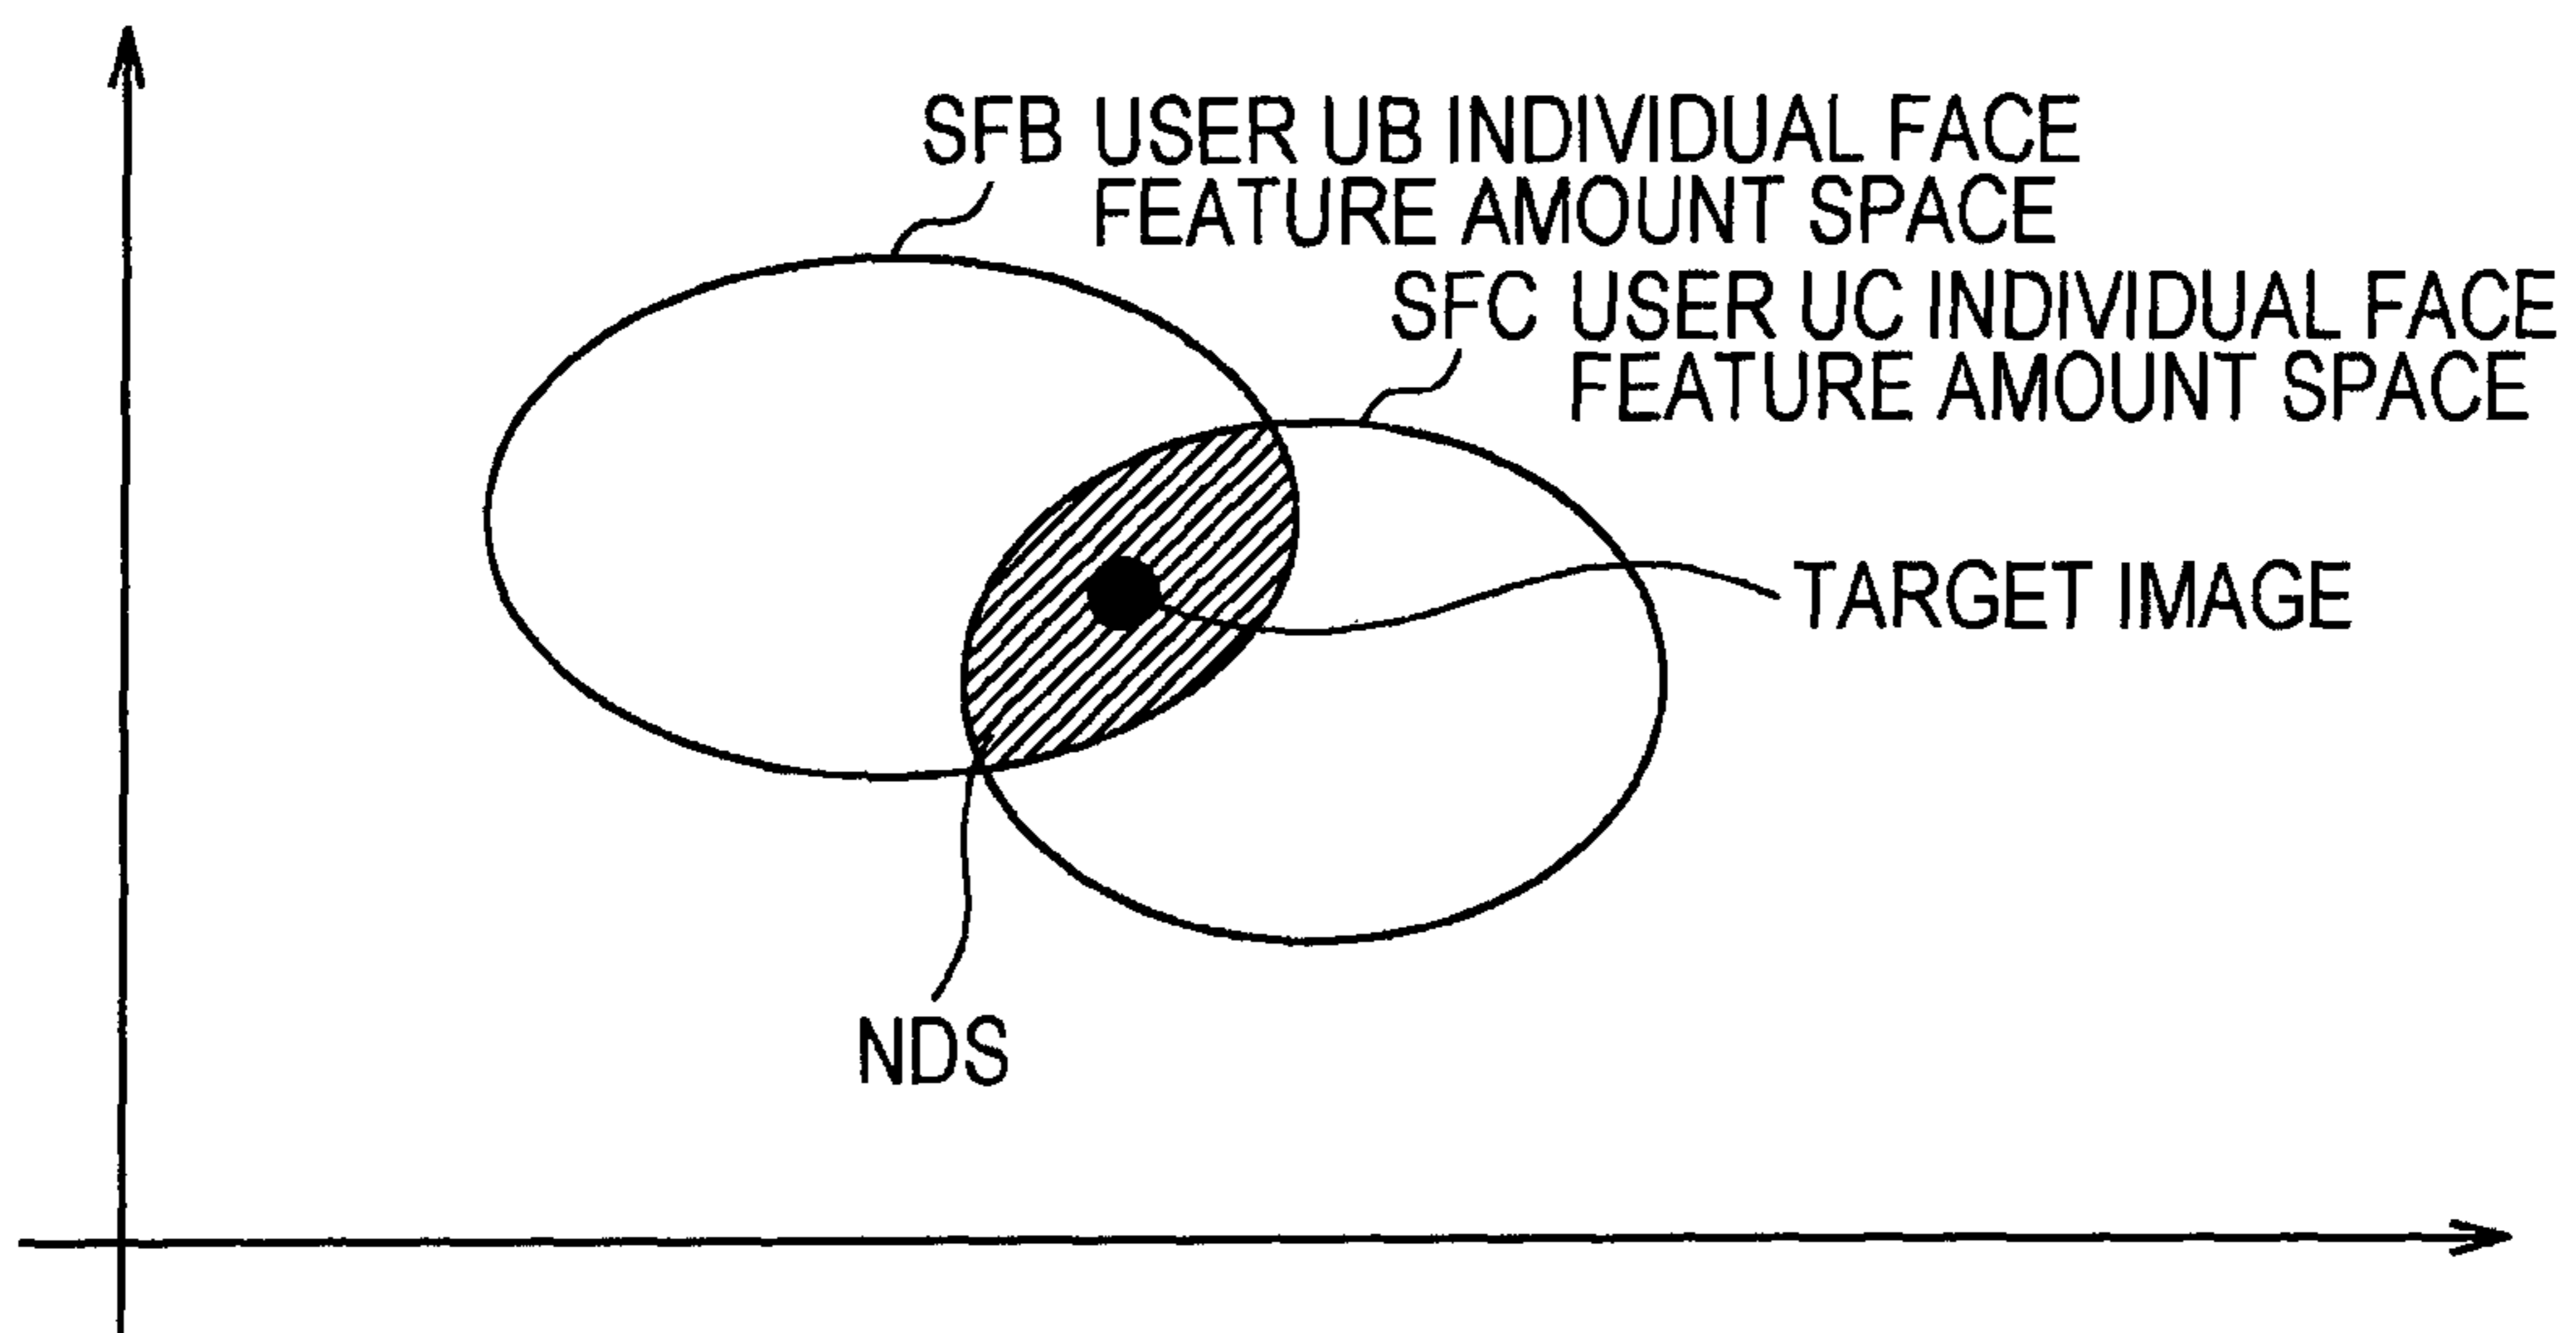 SFB USER UB INDIVIDUAL FACE
FEATURE AMOUNT SPACE
SFC USER UC INDIVIDUAL FACE
FEATURE AMOUNT SPACE
TARGET IMAGE
NDS